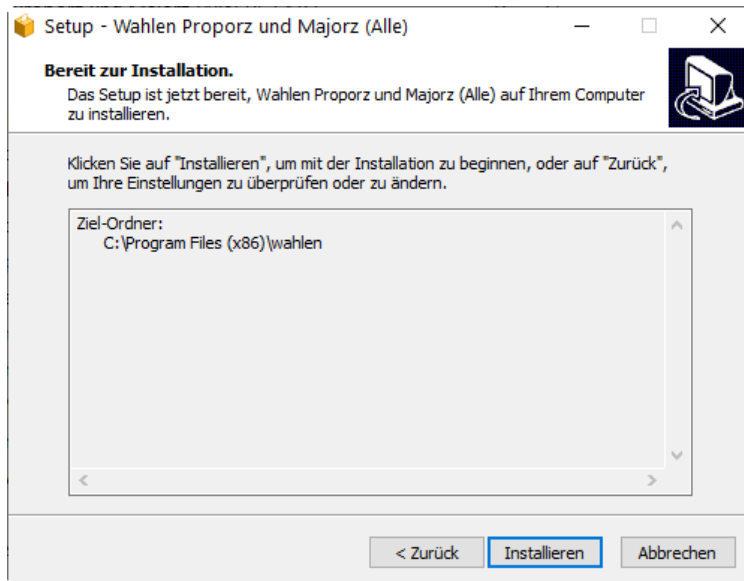 Setup - Wahlen Proporz und Majorz (Alle)
Bereit zur Installation.
Das Setup ist jetzt bereit, Wahlen Proporz und Majorz (Alle) auf Ihrem Computer
zu installieren.
Klicken Sie auf "Installieren", um mit der Installation zu beginnen, oder auf "Zurück",
um Ihre Einstellungen zu überprüfen oder zu ändern.
Ziel-Ordner:
C:\Program Files (x86)\wahlen
< Zurück
Installieren
Abbrechen